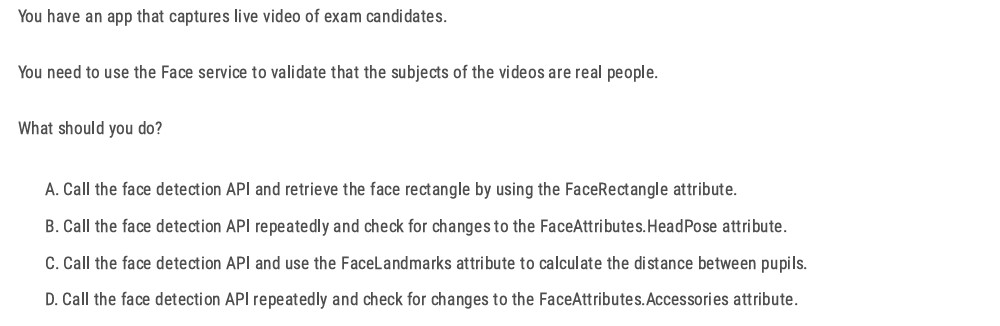 You have an app that captures live video of exam candidates.
You need to use the Face service to validate that the subjects of the videos are real people.
What should you do?
A. Call the face detection API and retrieve the face rectangle by using the FaceRectangle attribute.
B. Call the face detection API repeatedly and check for changes to the FaceAttributes.HeadPose attribute.
C. Call the face detection API and use the FaceLandmarks attribute to calculate the distance between pupils.
D. Call the face detection API repeatedly and check for changes to the FaceAttributes.Accessories attribute.